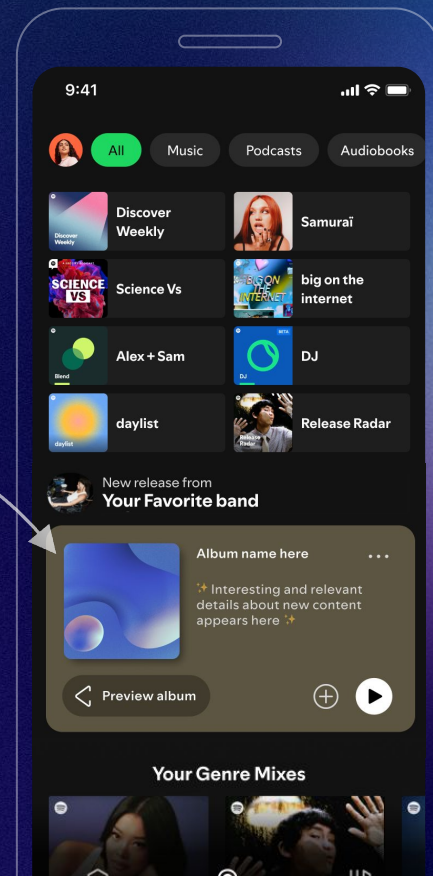 9:41
All Music Podcasts Audiobooks
Discover
Weekly
Discover
Weekly
Samuraï
SCIENCE
VS
Science Vs
BIG ON
THE
INTERNET
big on the
internet
Blend
Alex + Sam
BETA
DJ
DJ
daylist
daylist
Release
Radar
Release Radar
New release from
Your Favorite band
Album name here
✨ Interesting and relevant
details about new content
appears here ✨
Preview album
Your Genre Mixes